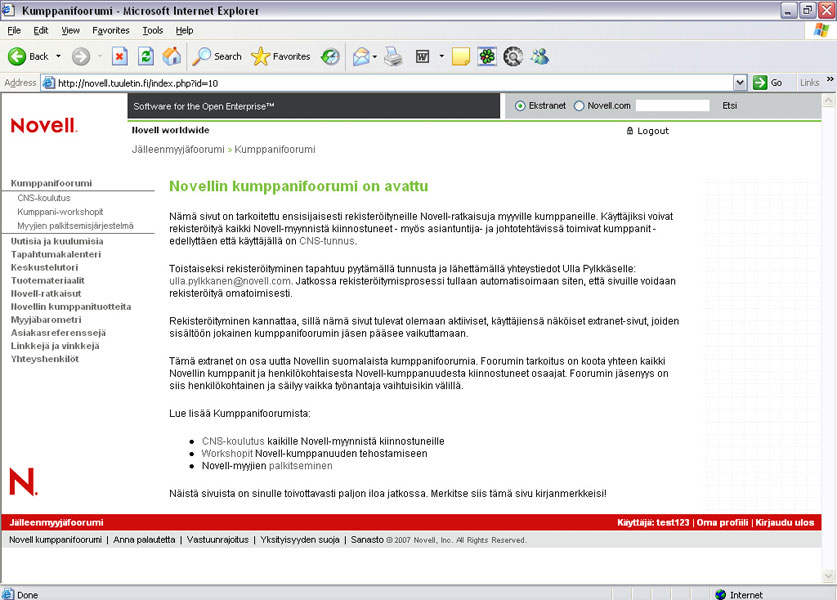 Kumppanifoorumi - Microsoft Internet Explorer
File Edit View Favorites Tools Help
Back Search Favorites
Address http://novell.tuuletin.fi/index.php?id=10 Go Links »
Novell.
Software for the Open Enterprise™
Ekstranet Novell.com Etsi
Novell worldwide
Logout
Jälleenmyyjäfoorumi » Kumppanifoorumi
Kumppanifoorumi
CNS-koulutus
Kumppani-workshopit
Myyjien palkitsemisjärjestelmä
Uutisia ja kuulumisia
Tapahtumakalenteri
Keskustelutori
Tuotemateriaalit
Novell-ratkaisut
Novellin kumppanituotteita
Myyjäbarometri
Asiakasreferenssejä
Linkkejä ja vinkkejä
Yhteyshenkilöt
Novellin kumppanifoorumi on avattu
Nämä sivut on tarkoitettu ensisijaisesti rekisteröityneille Novell-ratkaisuja myyville kumppaneille. Käyttäjiksi voivat
rekisteröityä kaikki Novell-myynnistä kiinnostuneet - myös asiantuntija- ja johtotehtävissä toimivat kumppanit -
edellyttäen että käyttäjällä on CNS-tunnus.
Toistaiseksi rekisteröityminen tapahtuu pyytämällä tunnusta ja lähettämällä yhteystiedot Ulla Pylkkäselle:
ulla.pylkkanen@novell.com. Jatkossa rekisteröitymisprosessi tullaan automatisoimaan siten, että sivuille voidaan
rekisteröityä omatoimisesti.
Rekisteröityminen kannattaa, sillä nämä sivut tulevat olemaan aktiiviset, käyttäjiensä näköiset extranet-sivut, joiden
sisältöön jokainen kumppanifoorumin jäsen pääsee vaikuttamaan.
Tämä extranet on osa uutta Novellin suomalaista kumppanifoorumia. Foorumin tarkoitus on koota yhteen kaikki
Novellin kumppanit ja henkilökohtaisesta Novell-kumppanuudesta kiinnostuneet osaajat. Foorumin jäsenyys on
siis henkilökohtainen ja säilyy vaikka työnantaja vaihtuisikin välillä.
Lue lisää Kumppanifoorumista:
CNS-koulutus kaikille Novell-myynnistä kiinnostuneille
Workshopit Novell-kumppanuuden tehostamiseen
Novell-myyjien palkitseminen
Näistä sivuista on sinulle toivottavasti paljon iloa jatkossa. Merkitse siis tämä sivu kirjanmerkkeisi!
N.
Jälleenmyyjäfoorumi
Käyttäjä: test123 | Oma profiili | Kirjaudu ulos
Novell kumppanifoorumi | Anna palautetta | Vastuunrajoitus | Yksityisyyden suoja | Sanasto © 2007 Novell, Inc. All Rights Reserved.
Done
Internet